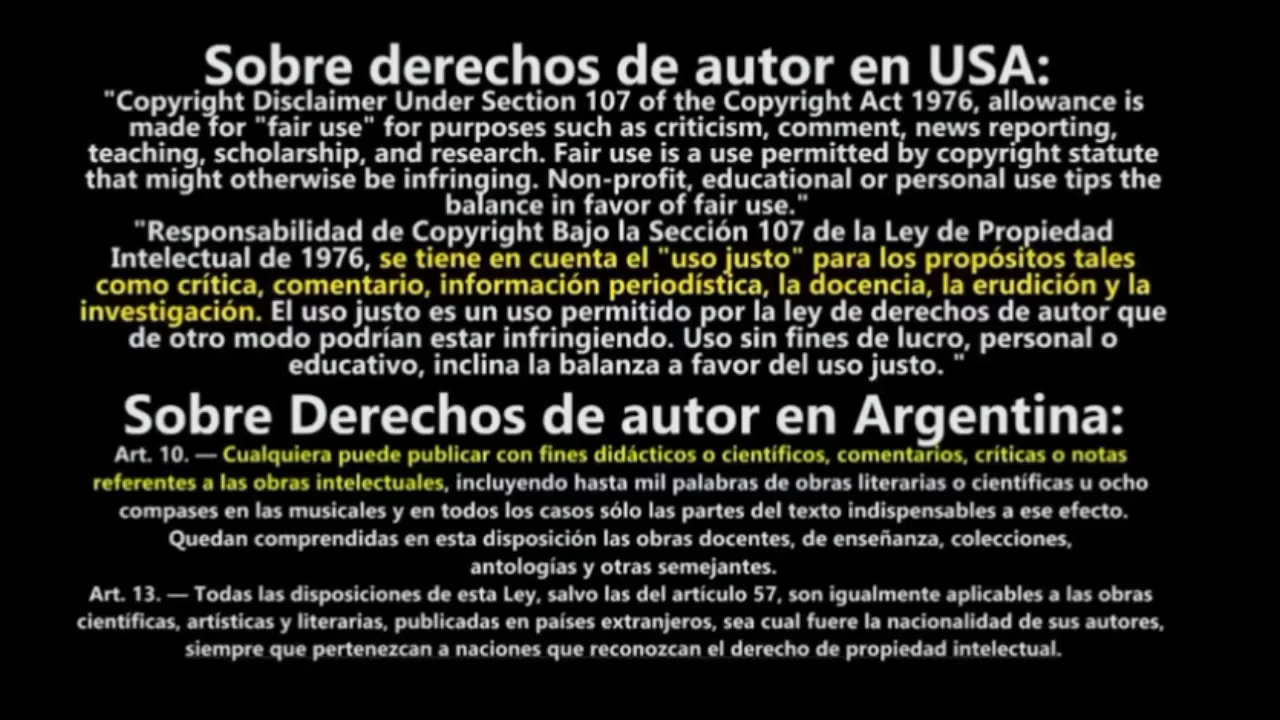 Sobre derechos de autor en USA:
"Copyright Disclaimer Under Section 107 of the Copyright Act 1976, allowance is
made for "fair use" for purposes such as criticism, comment, news reporting,
teaching, scholarship, and research. Fair use is a use permitted by copyright statute
that might otherwise be infringing. Non-profit, educational or personal use tips the
balance in favor of fair use."
"Responsabilidad de Copyright Bajo la Sección 107 de la Ley de Propiedad
Intelectual de 1976, se tiene en cuenta el "uso justo" para los propósitos tales
como crítica, comentario, información periodística, la docencia, la erudición y la
investigación. El uso justo es un uso permitido por la ley de derechos de autor que
de otro modo podrían estar infringiendo. Uso sin fines de lucro, personal o
educativo, inclina la balanza a favor del uso justo. "
Sobre Derechos de autor en Argentina:
Art. 10. — Cualquiera puede publicar con fines didácticos o científicos, comentarios, críticas o notas
referentes a las obras intelectuales, incluyendo hasta mil palabras de obras literarias o científicas u ocho
compases en las musicales y en todos los casos sólo las partes del texto indispensables a ese efecto.
Quedan comprendidas en esta disposición las obras docentes, de enseñanza, colecciones,
antologías y otras semejantes.
Art. 13. — Todas las disposiciones de esta Ley, salvo las del artículo 57, son igualmente aplicables a las obras
científicas, artísticas y literarias, publicadas en países extranjeros, sea cual fuere la nacionalidad de sus autores,
siempre que pertenezcan a naciones que reconozcan el derecho de propiedad intelectual.